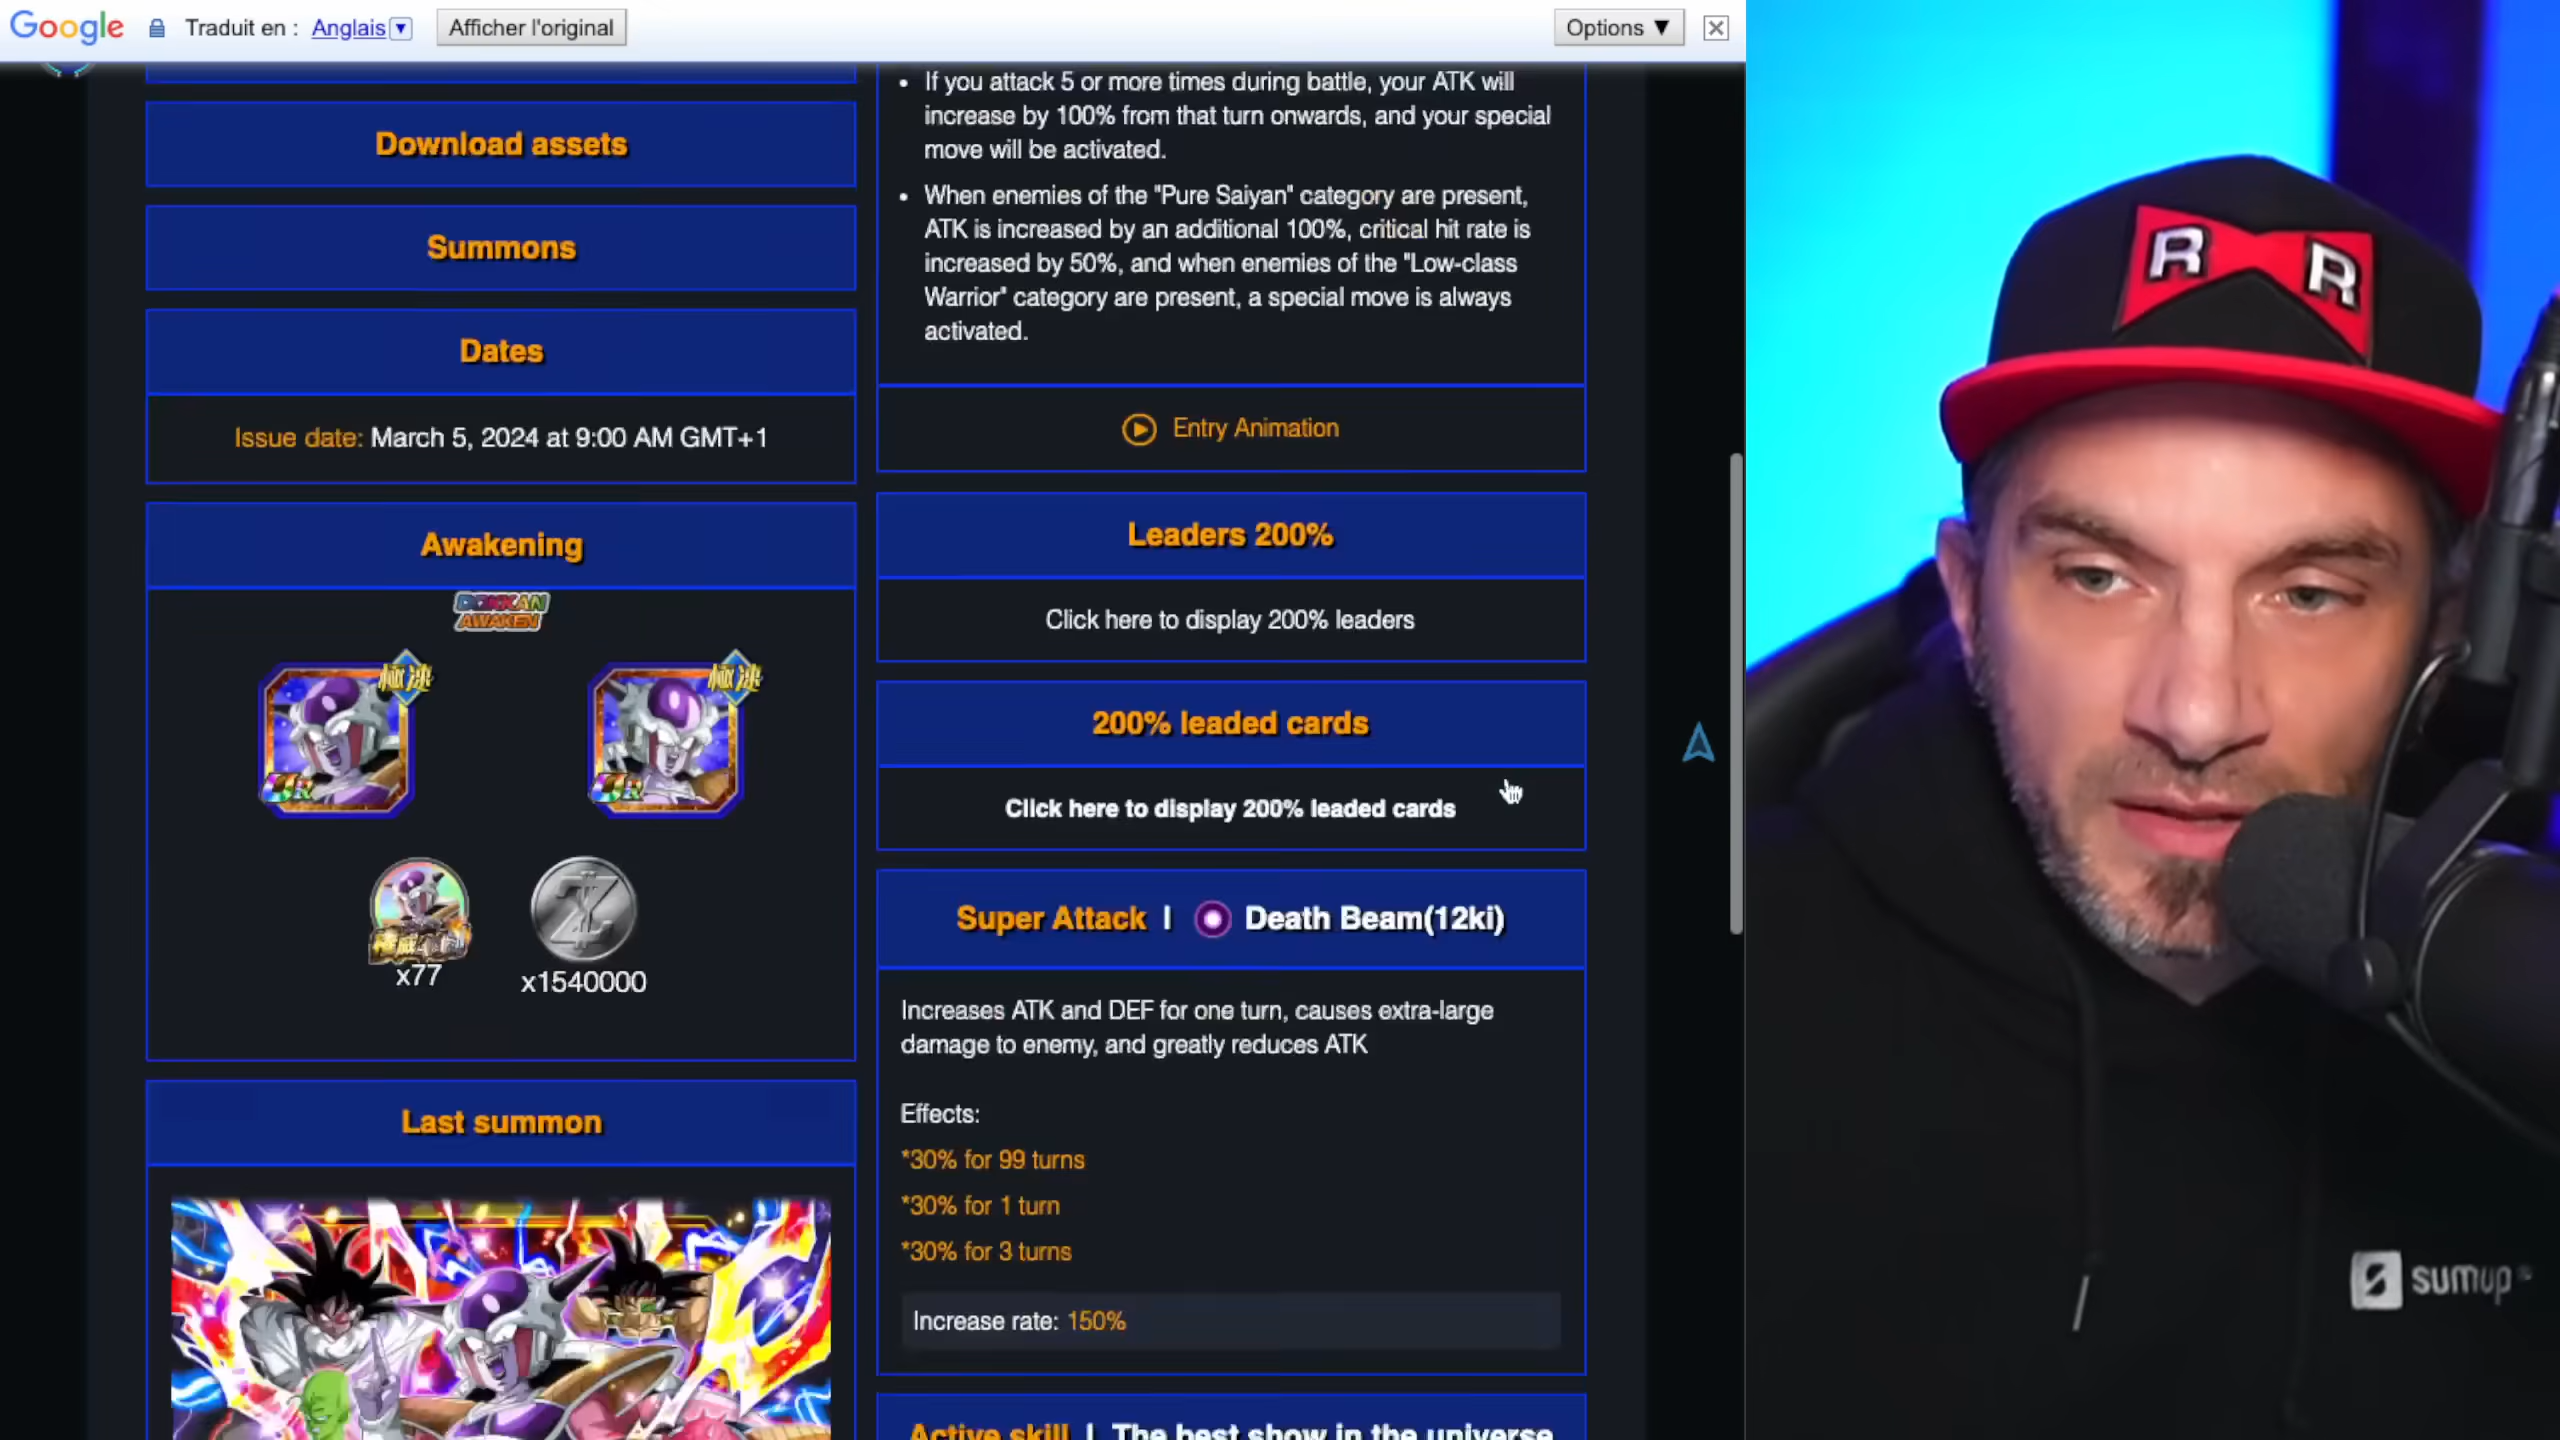 Google
Traduit en :
Anglais
Afficher l'original
Options ▼
Download assets
Summons
Dates
Issue date: March 5, 2024 at 9:00 AM GMT+1
Awakening
DOKKAN
AWAKEN
極速
UR
極速
UR
x77
x1540000
Last summon
• If you attack 5 or more times during battle, your ATK will
increase by 100% from that turn onwards, and your special
move will be activated.
• When enemies of the "Pure Saiyan" category are present,
ATK is increased by an additional 100%, critical hit rate is
increased by 50%, and when enemies of the "Low-class
Warrior" category are present, a special move is always
activated.
Entry Animation
Leaders 200%
Click here to display 200% leaders
200% leaded cards
Click here to display 200% leaded cards
Super Attack | Death Beam(12ki)
Increases ATK and DEF for one turn, causes extra-large
damage to enemy, and greatly reduces ATK
Effects:
*30% for 99 turns
*30% for 1 turn
*30% for 3 turns
Increase rate: 150%
Active skill | The best show in the universe
R R
sumup